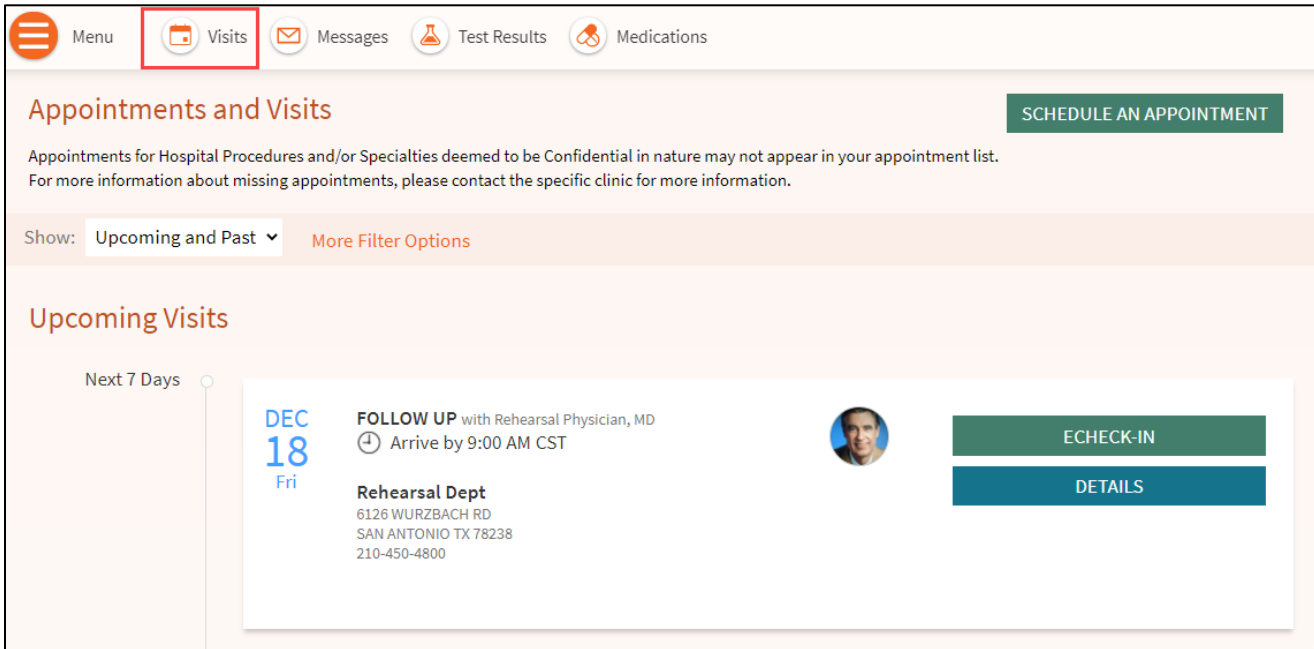 Menu Visits Messages Test Results Medications
Appointments and Visits
SCHEDULE AN APPOINTMENT
Appointments for Hospital Procedures and/or Specialties deemed to be Confidential in nature may not appear in your appointment list.
For more information about missing appointments, please contact the specific clinic for more information.
Show: Upcoming and Past More Filter Options
Upcoming Visits
Next 7 Days
DEC
18
Fri
FOLLOW UP with Rehearsal Physician, MD
Arrive by 9:00 AM CST
Rehearsal Dept
6126 WURZBACH RD
SAN ANTONIO TX 78238
210-450-4800
ECHECK-IN
DETAILS